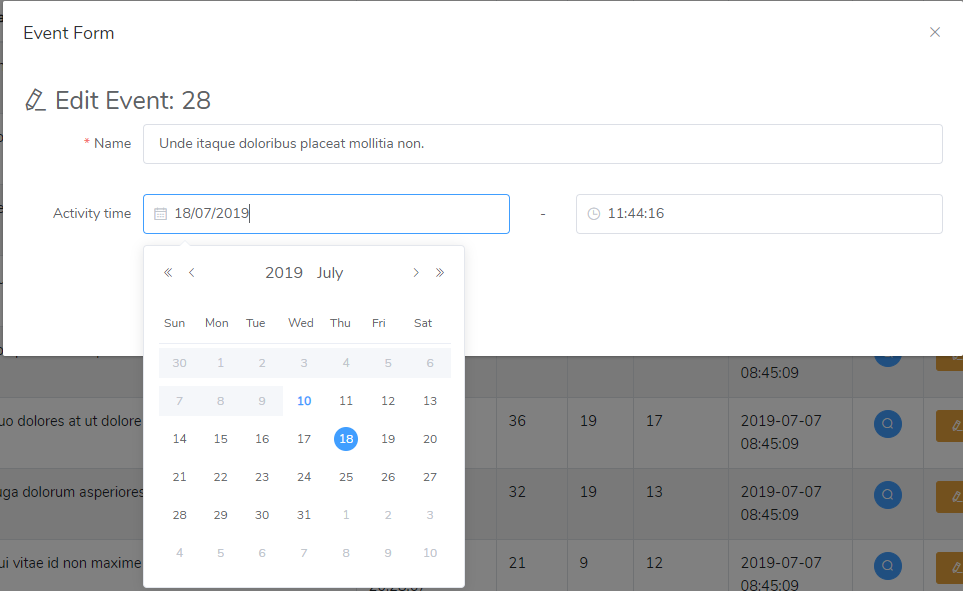 Event Form
Edit Event: 28
* Name
Unde itaque doloribus placeat mollitia non.
Activity time
18/07/2019
-
11:44:16
2019 July
Sun Mon Tue Wed Thu Fri Sat
30 1 2 3 4 5 6
7 8 9 10 11 12 13
14 15 16 17 18 19 20
21 22 23 24 25 26 27
28 29 30 31 1 2 3
4 5 6 7 8 9 10
08:45:09
uo dolores at ut dolore 36 19 17 2019-07-07
08:45:09
uga dolorum asperiores 32 19 13 2019-07-07
08:45:09
ui vitae id non maxime 21 9 12 2019-07-07
08:45:09